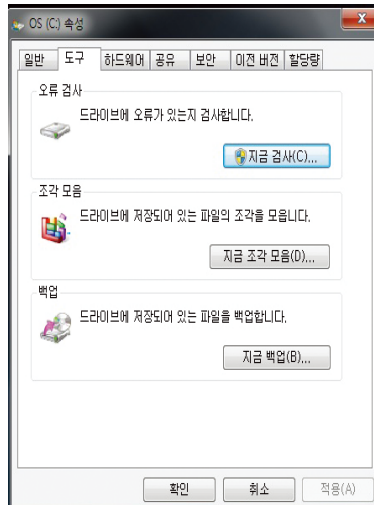 OS (C:) 속성
일반 도구 하드웨어 공유 보안 이전 버전 할당량
오류 검사
드라이브에 오류가 있는지 검사합니다.
지금 검사(C)...
조각 모음
드라이브에 저장되어 있는 파일의 조각을 모읍니다.
지금 조각 모음(D)...
백업
드라이브에 저장되어 있는 파일을 백업합니다.
지금 백업(B)...
확인 취소 적용(A)